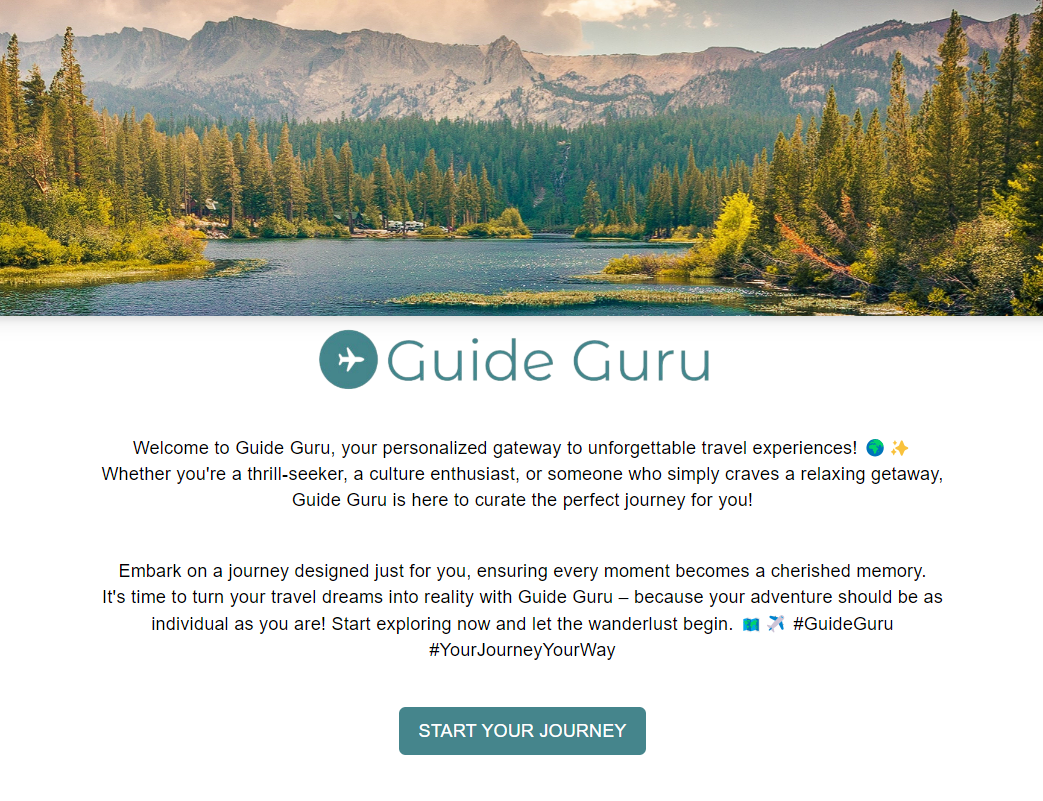 Guide Guru
Welcome to Guide Guru, your personalized gateway to unforgettable travel experiences! 🌍 ✨
Whether you're a thrill-seeker, a culture enthusiast, or someone who simply craves a relaxing getaway,
Guide Guru is here to curate the perfect journey for you!
Embark on a journey designed just for you, ensuring every moment becomes a cherished memory.
It's time to turn your travel dreams into reality with Guide Guru – because your adventure should be as
individual as you are! Start exploring now and let the wanderlust begin. 🗺️ ✈️ #GuideGuru
#YourJourneyYourWay
START YOUR JOURNEY